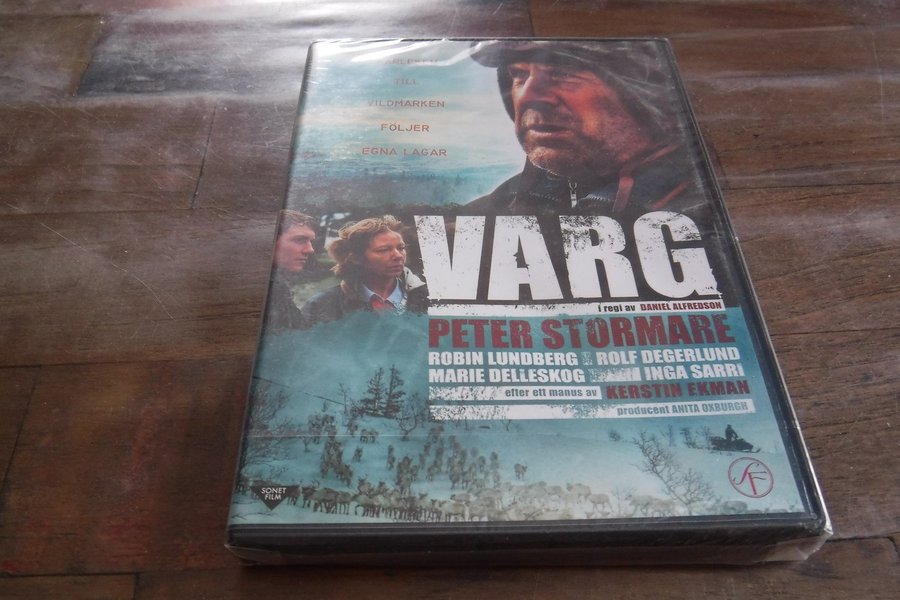 KÄRLEKEN
TILL
VILDMARKEN
FÖLJER
EGNA LAGAR
VARG
i regi av DANIEL ALFREDSON
PETER STORMARE
ROBIN LUNDBERG ROLF DEGERLUND
MARIE DELLESKOG INGA SARRI
efter ett manus av KERSTIN EKMAN
producent ANITA OXBURGH
SONET
FILM
SF